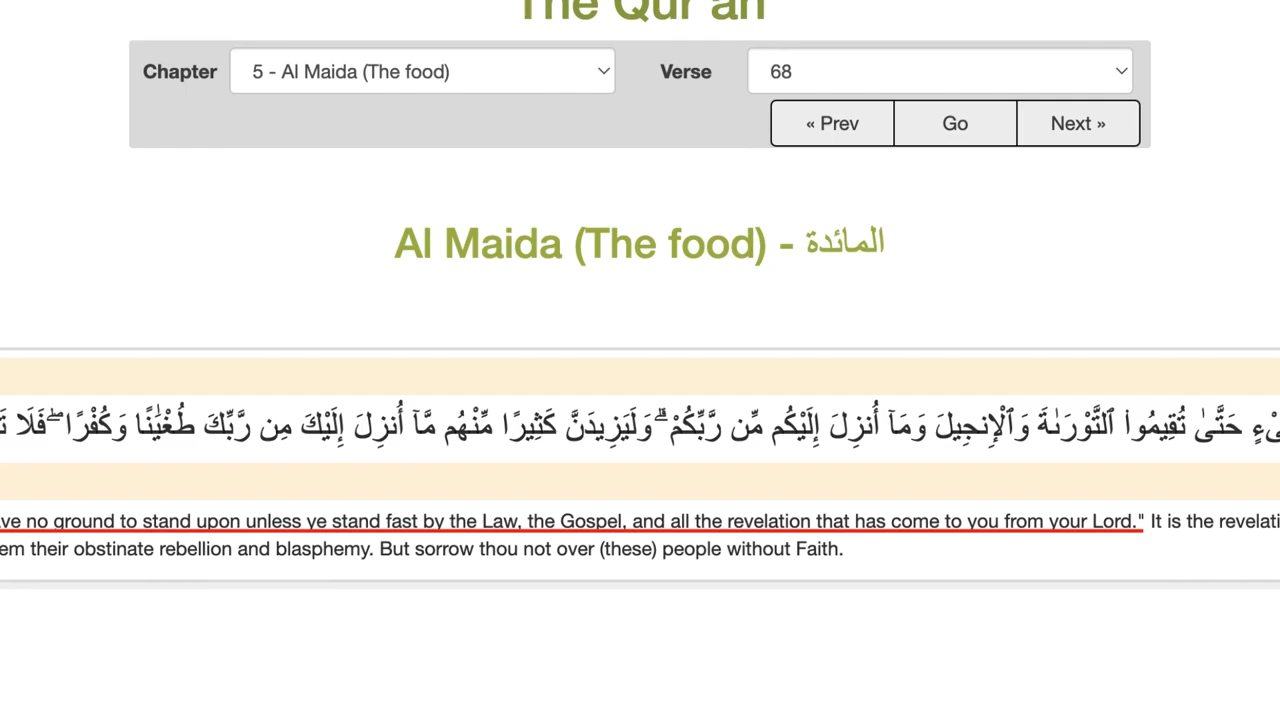 The Qur'an
Chapter 5 - Al Maida (The food) Verse 68
« Prev Go Next »
Al Maida (The food) - المائدة
حَتَّىٰ تُقِيمُوا۟ ٱلتَّوْرَىٰةَ وَٱلْإِنجِيلَ وَمَآ أُنزِلَ إِلَيْكُم مِّن رَّبِّكُمْ ۗ وَلَيَزِيدَنَّ كَثِيرًا مِّنْهُم مَّآ أُنزِلَ إِلَيْكَ مِن رَّبِّكَ طُغْيَٰنًا وَكُفْرًا ۖ فَلَا
no ground to stand upon unless ye stand fast by the Law, the Gospel, and all the revelation that has come to you from your Lord." It is the
their obstinate rebellion and blasphemy. But sorrow thou not over (these) people without Faith.